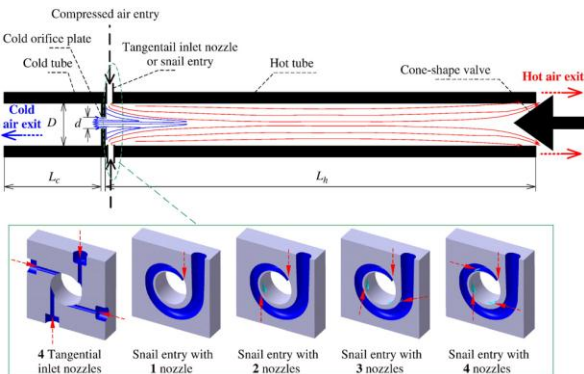 Compressed air entry
Cold orifice plate
Cold tube
Tangentail inlet nozzle
or snail entry
Hot tube
Cone-shape valve
Hot air exit
Cold
air exit
D
d
L_c
L_h
4 Tangential
inlet nozzles
Snail entry with
1 nozzle
Snail entry with
2 nozzles
Snail entry with
3 nozzles
Snail entry with
4 nozzles